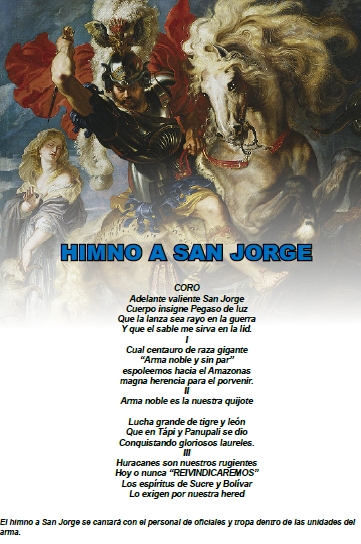 HIMNO A SAN JORGE
CORO
Adelante valiente San Jorge
Cuerpo insigne Pegaso de luz
Que la lanza sea rayo en la guerra
Y que el sable me sirva en la lid.
I
Cual centauro de raza gigante
“Arma noble y sin par”
espoleemos hacia el Amazonas
magna herencia para el porvenir.
II
Arma noble es la nuestra quijote
Lucha grande de tigre y león
Que en Tápi y Panupali se dio
Conquistando gloriosos laureles.
III
Huracanes son nuestros rugientes
Hoy o nunca “REIVINDICAREMOS”
Los espíritus de Sucre y Bolívar
Lo exigen por nuestra hered
El himno a San Jorge se cantará con el personal de oficiales y tropa dentro de las unidades del
arma.